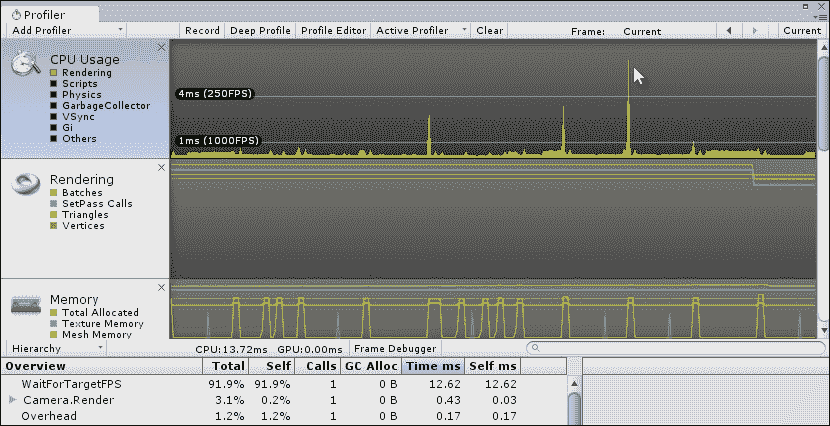 Profiler
Add Profiler Record Deep Profile Profile Editor Active Profiler Clear Frame: Current Current
CPU Usage
Rendering
Scripts
Physics
GarbageCollector
VSync
Gi
Others
4ms (250FPS)
1ms (1000FPS)
Rendering
Batches
SetPass Calls
Triangles
Vertices
Memory
Total Allocated
Texture Memory
Mesh Memory
Hierarchy CPU:13.72ms GPU:0.00ms Frame Debugger
Overview Total Self Calls GC Alloc Time ms Self ms
WaitForTargetFPS 91.9% 91.9% 1 0 B 12.62 12.62
Camera.Render 3.1% 0.2% 1 0 B 0.43 0.03
Overhead 1.2% 1.2% 1 0 B 0.17 0.17